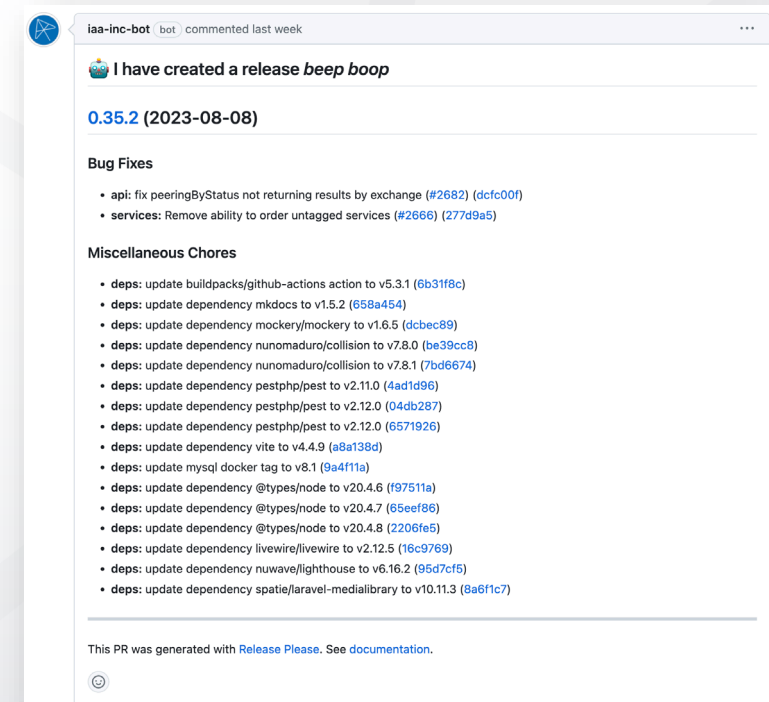 iaa-inc-bot bot commented last week
I have created a release beep boop
0.35.2 (2023-08-08)
Bug Fixes
api: fix peeringByStatus not returning results by exchange (#2682) (dcfc00f)
services: Remove ability to order untagged services (#2666) (277d9a5)
Miscellaneous Chores
deps: update buildpacks/github-actions action to v5.3.1 (6b31f8c)
deps: update dependency mkdocs to v1.5.2 (658a454)
deps: update dependency mockery/mockery to v1.6.5 (dcbec89)
deps: update dependency nunomaduro/collision to v7.8.0 (be39cc8)
deps: update dependency nunomaduro/collision to v7.8.1 (7bd6674)
deps: update dependency pestphp/pest to v2.11.0 (4ad1d96)
deps: update dependency pestphp/pest to v2.12.0 (04db287)
deps: update dependency pestphp/pest to v2.12.0 (6571926)
deps: update dependency vite to v4.4.9 (a8a138d)
deps: update mysql docker tag to v8.1 (9a4f11a)
deps: update dependency @types/node to v20.4.6 (f97511a)
deps: update dependency @types/node to v20.4.7 (65eef86)
deps: update dependency @types/node to v20.4.8 (2206fe5)
deps: update dependency livewire/livewire to v2.12.5 (16c9769)
deps: update dependency nuwave/lighthouse to v6.16.2 (95d7cf5)
deps: update dependency spatie/laravel-medialibrary to v10.11.3 (8a6f1c7)
This PR was generated with Release Please. See documentation.